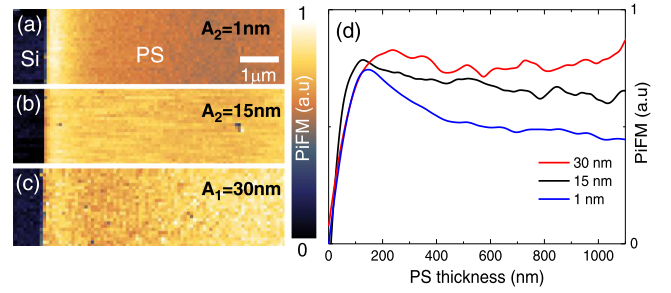 (a) A₂=1nm
Si PS
1μm
(b) A₂=15nm
(c) A₁=30nm
1
PiFM (a.u)
0
(d)
1
PiFM (a.u)
0
30 nm
15 nm
1 nm
0 200 400 600 800 1000
PS thickness (nm)